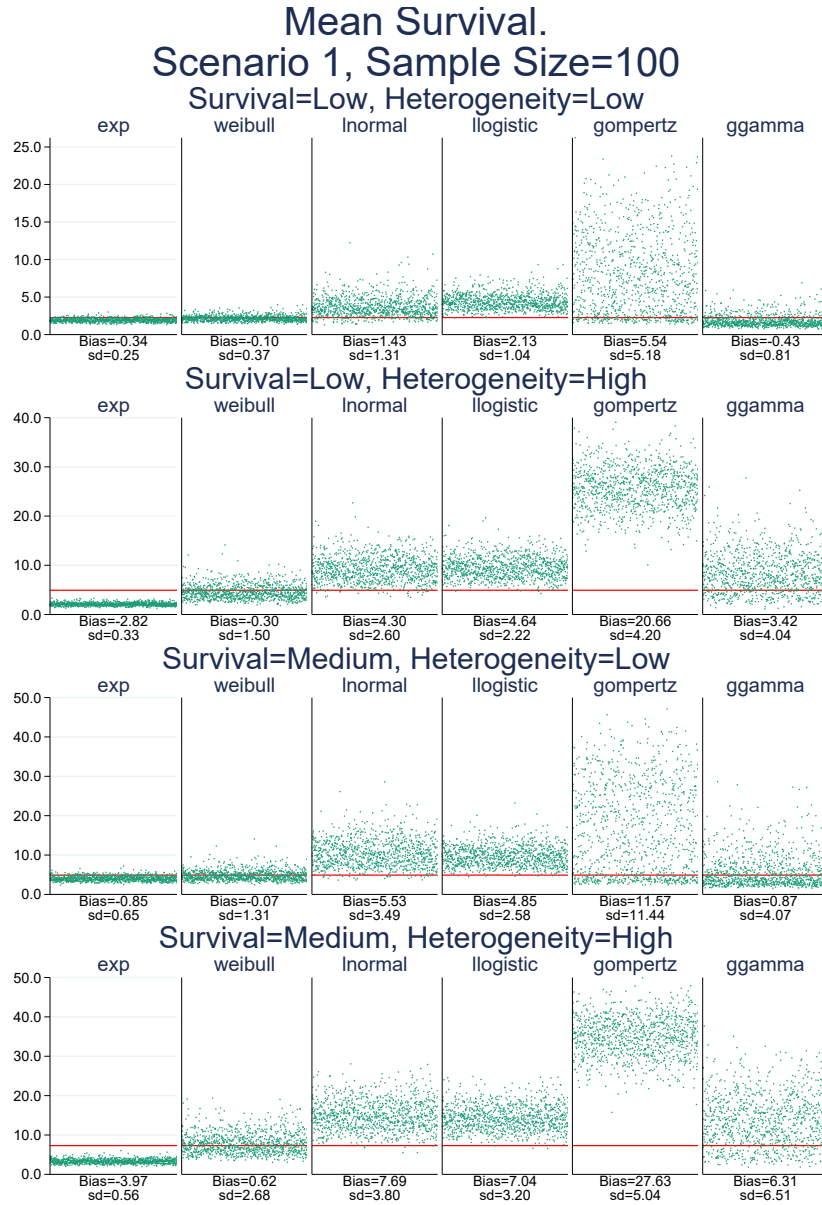 Mean Survival.
Scenario 1, Sample Size=100
Survival=Low, Heterogeneity=Low
exp weibull lnormal llogistic gompertz ggamma
25.0
20.0
15.0
10.0
5.0
0.0
Bias=-0.34 Bias=-0.10 Bias=1.43 Bias=2.13 Bias=5.54 Bias=-0.43
sd=0.25 sd=0.37 sd=1.31 sd=1.04 sd=5.18 sd=0.81
Survival=Low, Heterogeneity=High
exp weibull lnormal llogistic gompertz ggamma
40.0
30.0
20.0
10.0
0.0
Bias=-2.82 Bias=-0.30 Bias=4.30 Bias=4.64 Bias=20.66 Bias=3.42
sd=0.33 sd=1.50 sd=2.60 sd=2.22 sd=4.20 sd=4.04
Survival=Medium, Heterogeneity=Low
exp weibull lnormal llogistic gompertz ggamma
50.0
40.0
30.0
20.0
10.0
0.0
Bias=-0.85 Bias=-0.07 Bias=5.53 Bias=4.85 Bias=11.57 Bias=0.87
sd=0.65 sd=1.31 sd=3.49 sd=2.58 sd=11.44 sd=4.07
Survival=Medium, Heterogeneity=High
exp weibull lnormal llogistic gompertz ggamma
50.0
40.0
30.0
20.0
10.0
0.0
Bias=-3.97 Bias=0.62 Bias=7.69 Bias=7.04 Bias=27.63 Bias=6.31
sd=0.56 sd=2.68 sd=3.80 sd=3.20 sd=5.04 sd=6.51